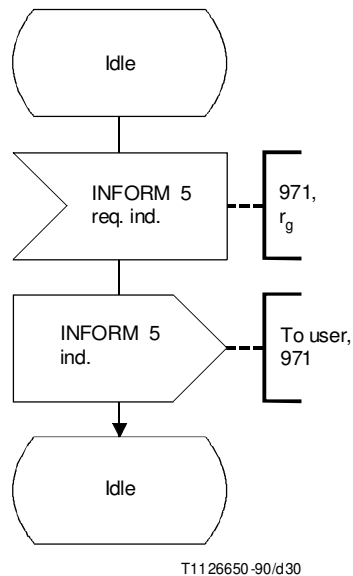 Idle
INFORM 5
req. ind.
971,
rg
INFORM 5
ind.
To user,
971
Idle
T1126650-90/d30